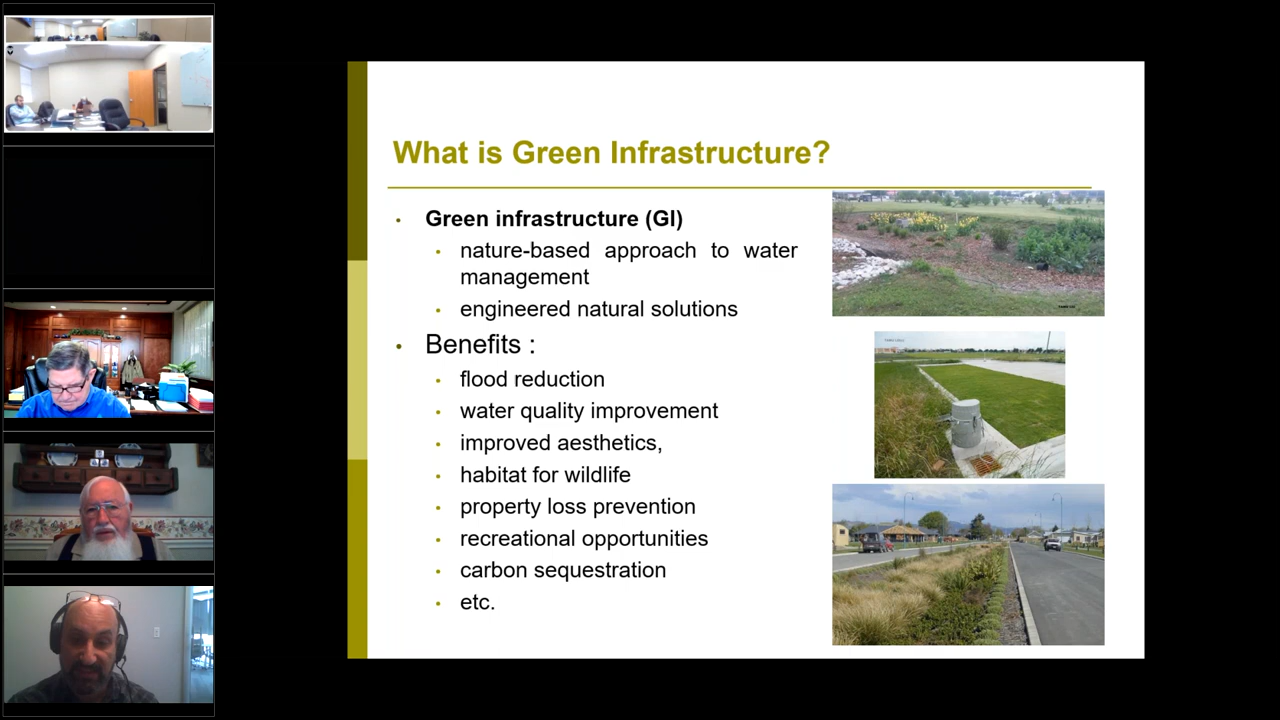 What is Green Infrastructure?
Green infrastructure (GI)
nature-based approach to water
management
engineered natural solutions
Benefits :
flood reduction
water quality improvement
improved aesthetics,
habitat for wildlife
property loss prevention
recreational opportunities
carbon sequestration
etc.